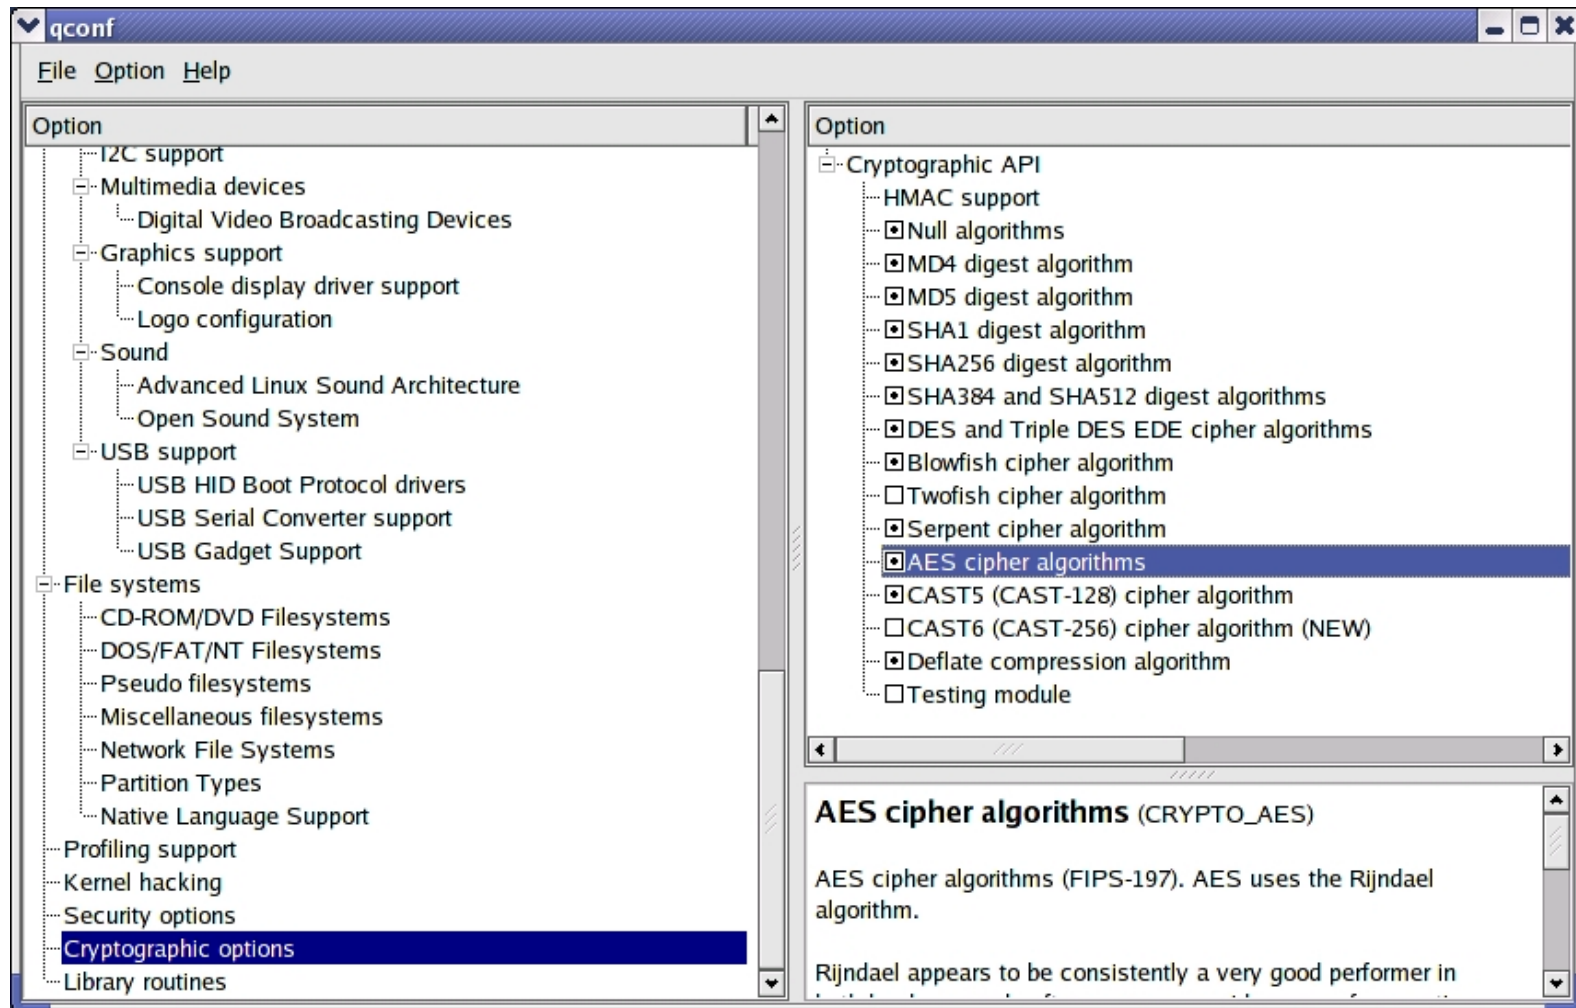 qconf
File Option Help
Option
I2C support
Multimedia devices
Digital Video Broadcasting Devices
Graphics support
Console display driver support
Logo configuration
Sound
Advanced Linux Sound Architecture
Open Sound System
USB support
USB HID Boot Protocol drivers
USB Serial Converter support
USB Gadget Support
File systems
CD-ROM/DVD Filesystems
DOS/FAT/NT Filesystems
Pseudo filesystems
Miscellaneous filesystems
Network File Systems
Partition Types
Native Language Support
Profiling support
Kernel hacking
Security options
Cryptographic options
Library routines
Option
Cryptographic API
HMAC support
Null algorithms
MD4 digest algorithm
MD5 digest algorithm
SHA1 digest algorithm
SHA256 digest algorithm
SHA384 and SHA512 digest algorithms
DES and Triple DES EDE cipher algorithms
Blowfish cipher algorithm
Twofish cipher algorithm
Serpent cipher algorithm
AES cipher algorithms
CAST5 (CAST-128) cipher algorithm
CAST6 (CAST-256) cipher algorithm (NEW)
Deflate compression algorithm
Testing module
AES cipher algorithms (CRYPTO_AES)
AES cipher algorithms (FIPS-197). AES uses the Rijndael
algorithm.
Rijndael appears to be consistently a very good performer in